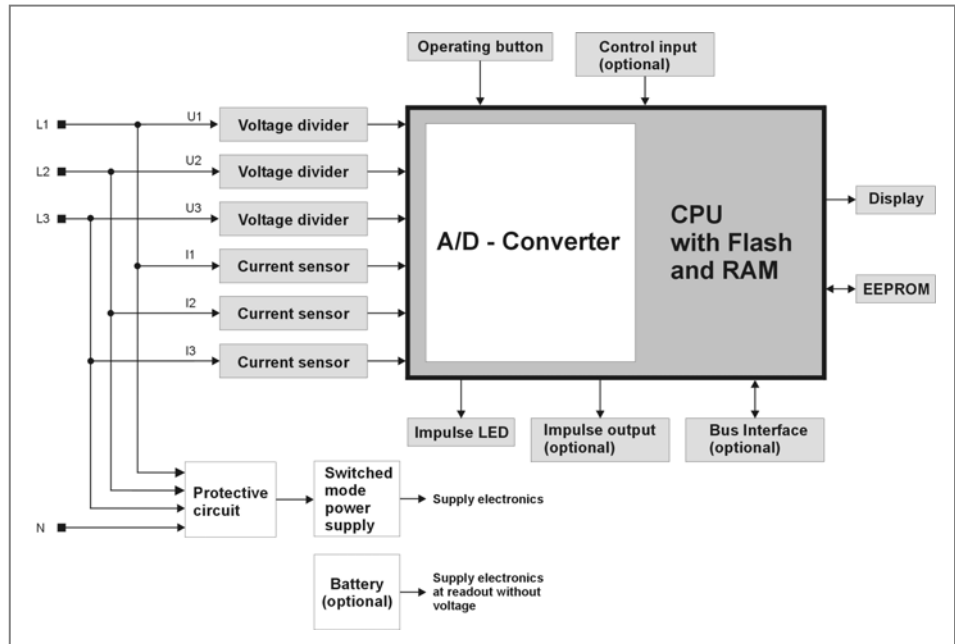 Operating button
Control input
(optional)
L1
U1
Voltage divider
L2
U2
Voltage divider
L3
U3
Voltage divider
I1
Current sensor
I2
Current sensor
I3
Current sensor
A/D - Converter
CPU
with Flash
and RAM
Display
EEPROM
Impulse LED
Impulse output
(optional)
Bus Interface
(optional)
N
Protective
circuit
Switched
mode
power
supply
Supply electronics
Battery
(optional)
Supply electronics
at readout without
voltage